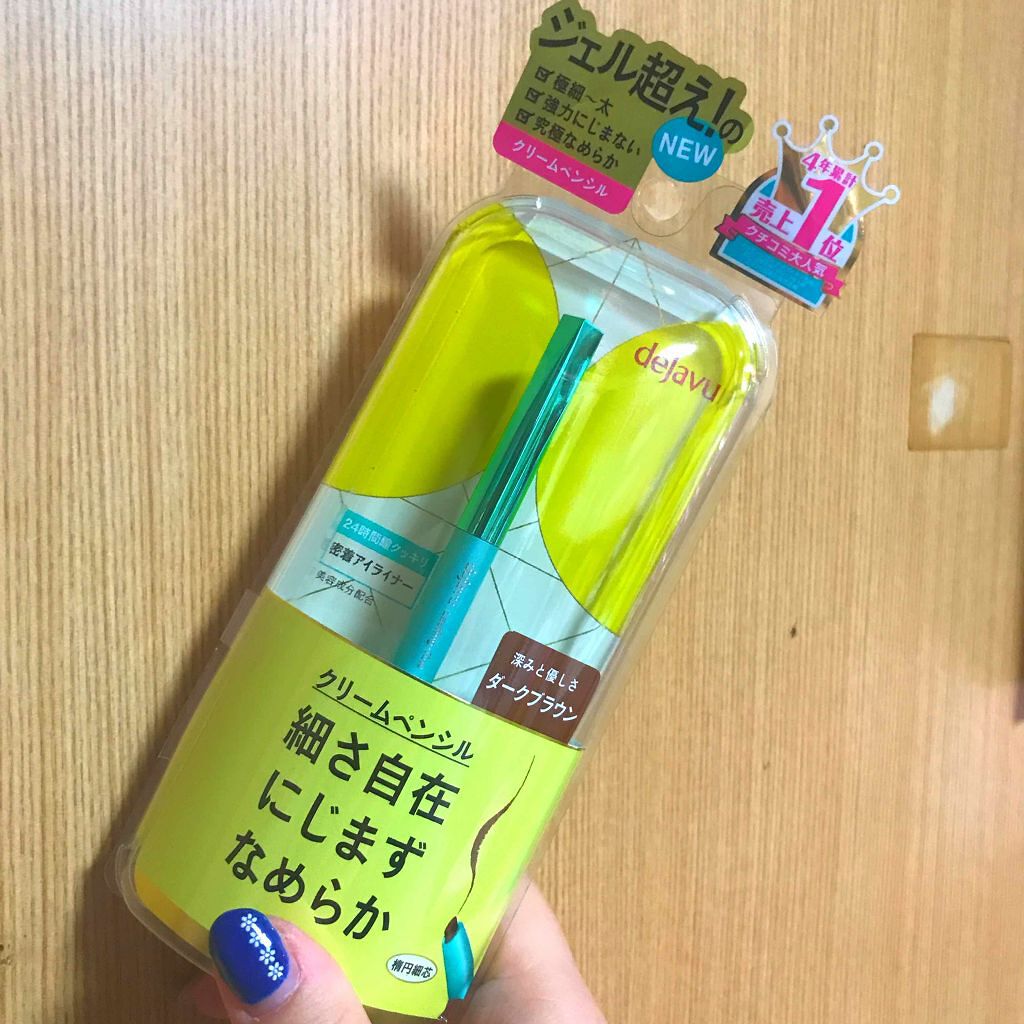 ジェル超え!の
極細〜太
強力にじまない
究極なめらか
クリームペンシル
NEW
4年累計
売上1位
クチコミ大人気
dejavu
24時間線クッキリ
密着アイライナー
美容成分配合
深みと優しさ
ダークブラウン
クリームペンシル
細さ自在
にじまず
なめらか
楕円細芯